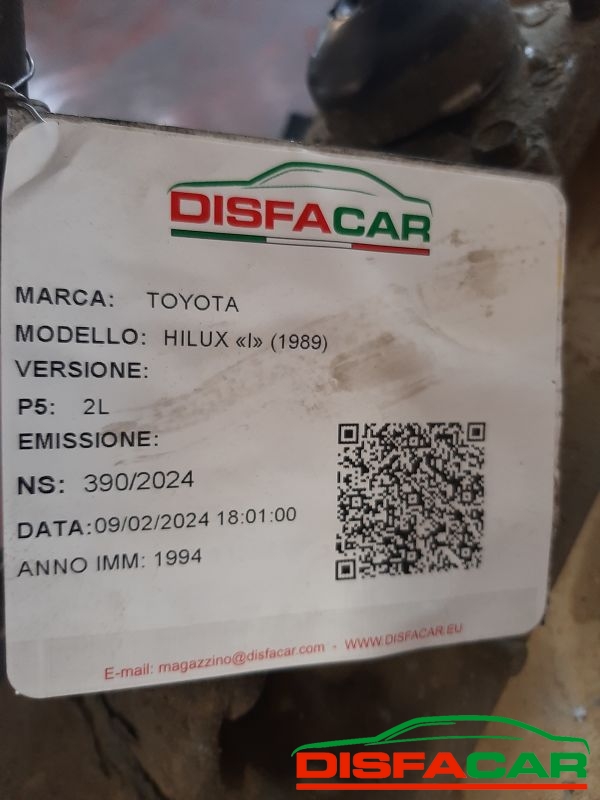 DISFACAR
MARCA: TOYOTA
MODELLO: HILUX «I» (1989)
VERSIONE:
P5: 2L
EMISSIONE:
NS: 390/2024
DATA:09/02/2024 18:01:00
ANNO IMM: 1994
E-mail: magazzino@disfacar.com - WWW.DISFACAR.EU
DISFACAR